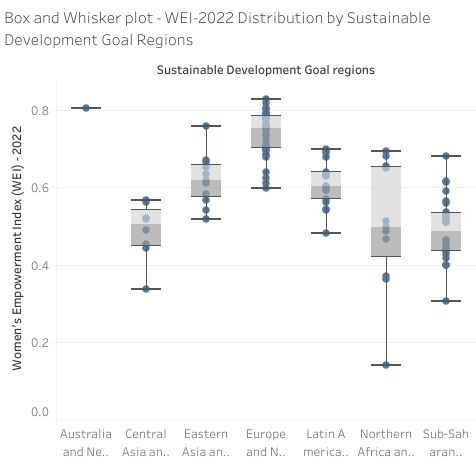 Box and Whisker plot - WEI-2022 Distribution by Sustainable
Development Goal Regions
Sustainable Development Goal regions
Women's Empowerment Index (WEI) - 2022
0.8
0.6
0.4
0.2
0.0
Australia
and Ne..
Central
Asia an..
Eastern
Asia an..
Europe
and N..
Latin A
merica..
Northern
Africa an..
Sub-Sah
aran..